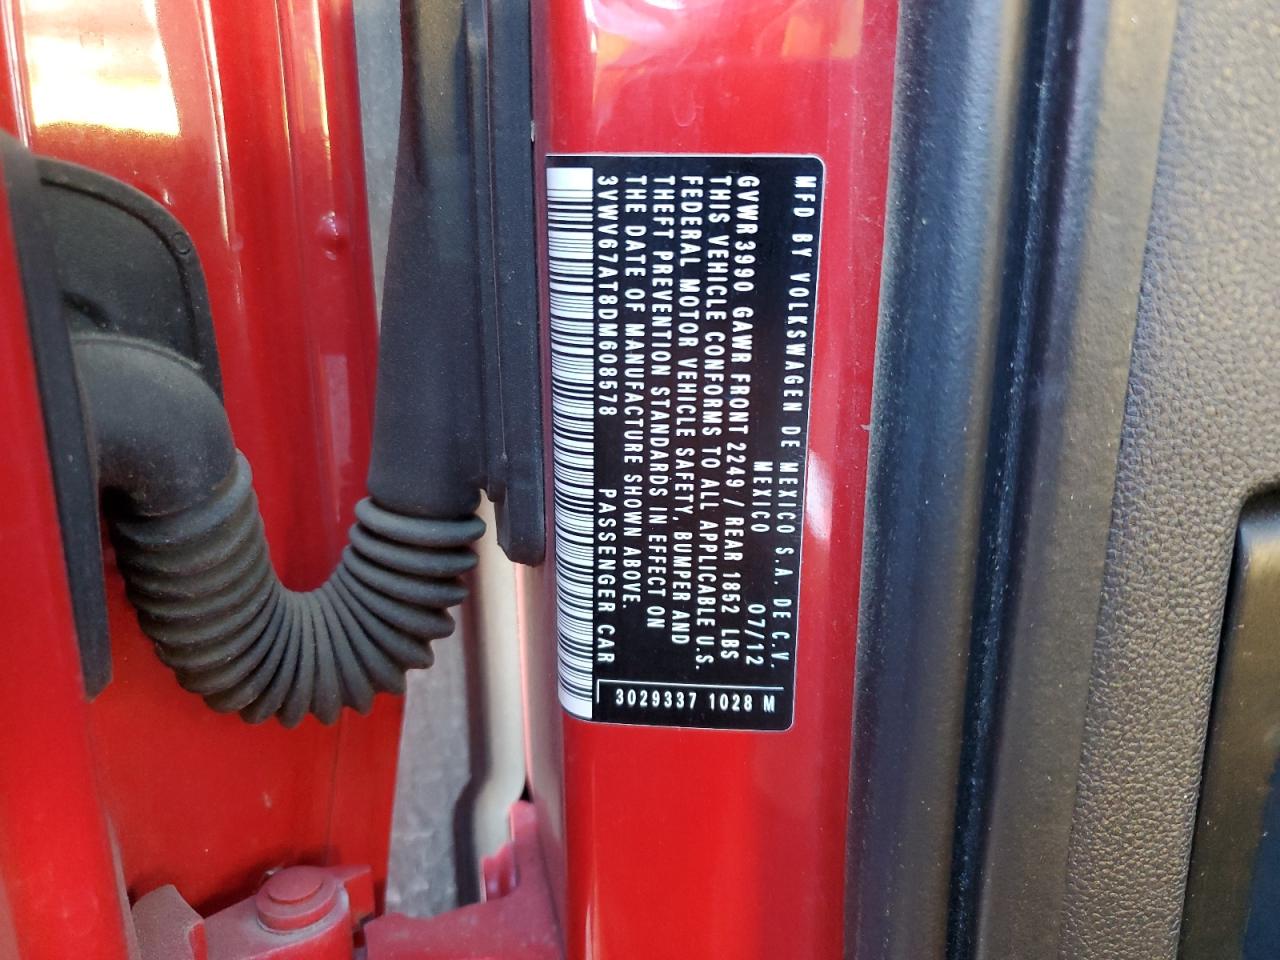 MFD BY VOLKSWAGEN DE MEXICO S.A. DE C.V.
MEXICO 07/12
GVWR 3990 GAWR FRONT 2249 / REAR 1852 LBS
THIS VEHICLE CONFORMS TO ALL APPLICABLE U.S.
FEDERAL MOTOR VEHICLE SAFETY, BUMPER AND
THEFT PREVENTION STANDARDS IN EFFECT ON
THE DATE OF MANUFACTURE SHOWN ABOVE.
3VWV67AT8DM608578 PASSENGER CAR
3029337 1028 M